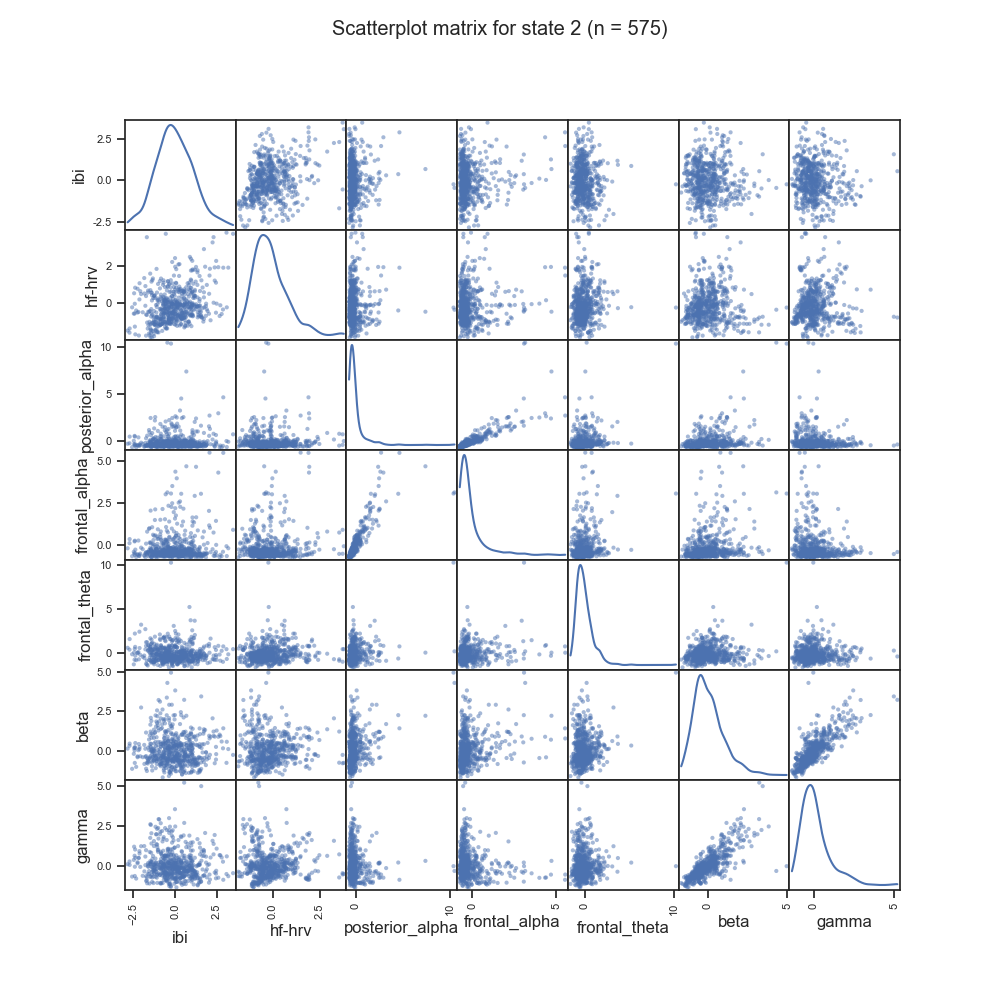 Scatterplot matrix for state 2 (n = 575)
2.5
0.0
−2.5
ibi
2
0
hf-hrv
10
5
0
posterior_alpha
5.0
2.5
0.0
frontal_alpha
10
5
0
frontal_theta
5.0
2.5
0.0
beta
5.0
2.5
0.0
gamma
−2.5 0.0 2.5 0.0 2.5 0 10 0 5 0 10 0 5 0 5
ibi hf-hrv posterior_alpha frontal_alpha frontal_theta beta gamma